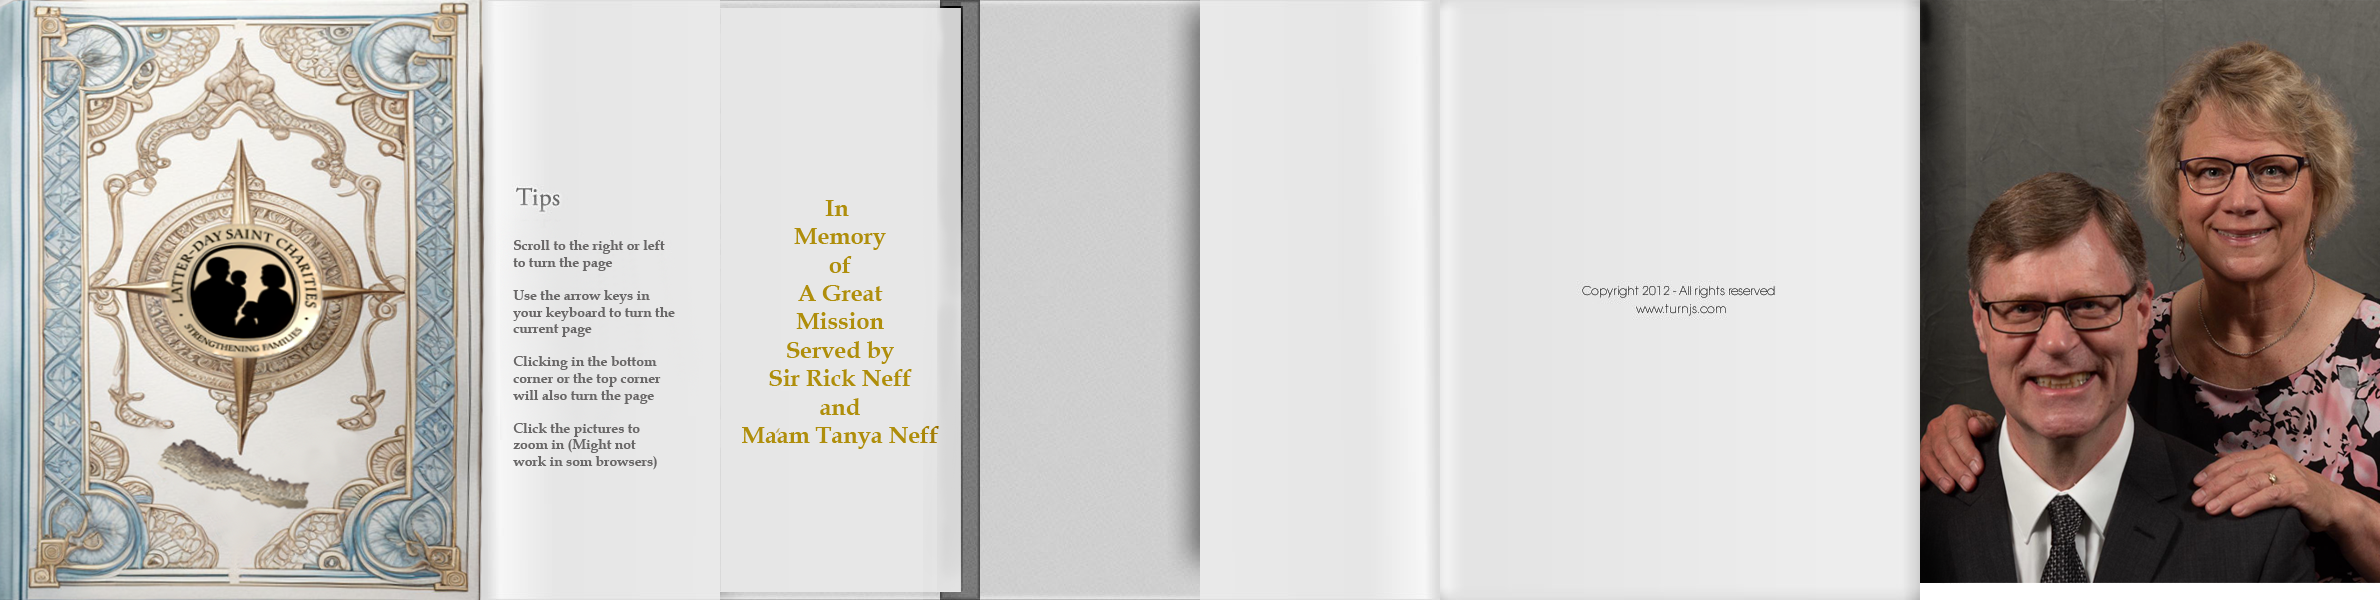 LATTER-DAY SAINT CHARITIES
• STRENGTHENING FAMILIES •
Tips
Scroll to the right or left
to turn the page
Use the arrow keys in
your keyboard to turn the
current page
Clicking in the bottom
corner or the top corner
will also turn the page
Click the pictures to
zoom in (Might not
work in som browsers)
In
Memory
of
A Great
Mission
Served by
Sir Rick Neff
and
Ma'am Tanya Neff
Copyright 2012 - All rights reserved
www.turnjs.com